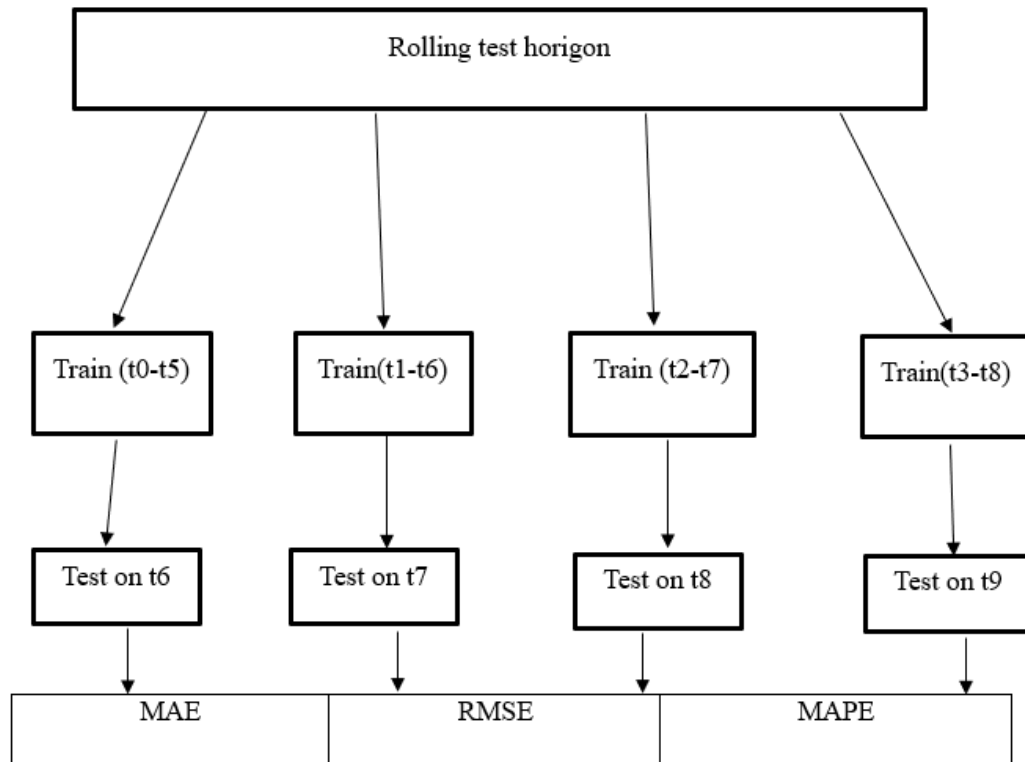 Rolling test horigon
Train (t0-t5)
Train(t1-t6)
Train (t2-t7)
Train(t3-t8)
Test on t6
Test on t7
Test on t8
Test on t9
MAE
RMSE
MAPE